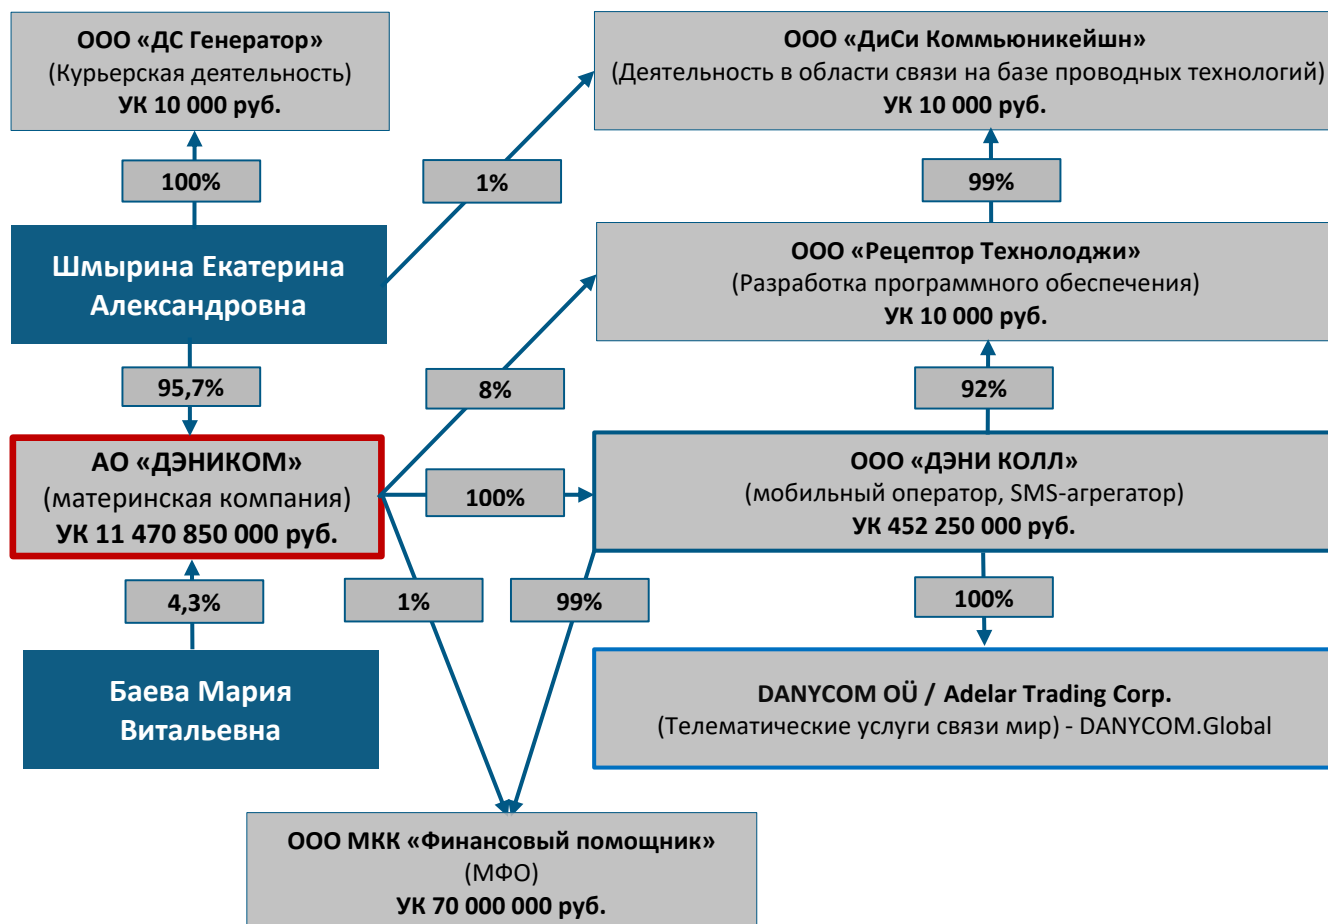 ООО «ДС Генератор»
(Курьерская деятельность)
УК 10 000 руб.
ООО «ДиСи Коммьюникейшн»
(Деятельность в области связи на базе проводных технологий)
УК 10 000 руб.
100%
1%
99%
Шмырина Екатерина
Александровна
ООО «Рецептор Технолоджи»
(Разработка программного обеспечения)
УК 10 000 руб.
95,7%
8%
92%
АО «ДЭНИКОМ»
(материнская компания)
УК 11 470 850 000 руб.
100%
ООО «ДЭНИ КОЛЛ»
(мобильный оператор, SMS-агрегатор)
УК 452 250 000 руб.
4,3%
1%
99%
100%
Баева Мария
Витальевна
DANYCOM OÜ / Adelar Trading Corp.
(Телематические услуги связи мир) - DANYCOM.Global
ООО МКК «Финансовый помощник»
(МФО)
УК 70 000 000 руб.